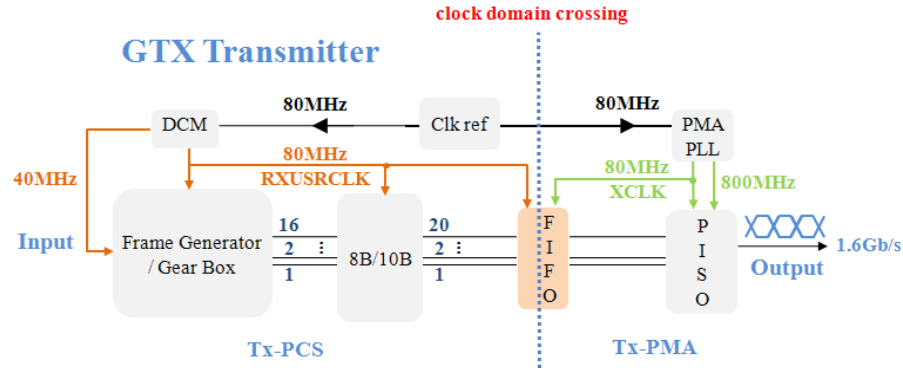 clock domain crossing
GTX Transmitter
80MHz
80MHz
DCM
Clk ref
PMA
PLL
40MHz
80MHz
RXUSRCLK
80MHz
XCLK
800MHz
Input
Frame Generator
/ Gear Box
16
2 ⋮
1
8B/10B
20
2 ⋮
1
F
I
F
O
P
I
S
O
1.6Gb/s
Output
Tx-PCS
Tx-PMA